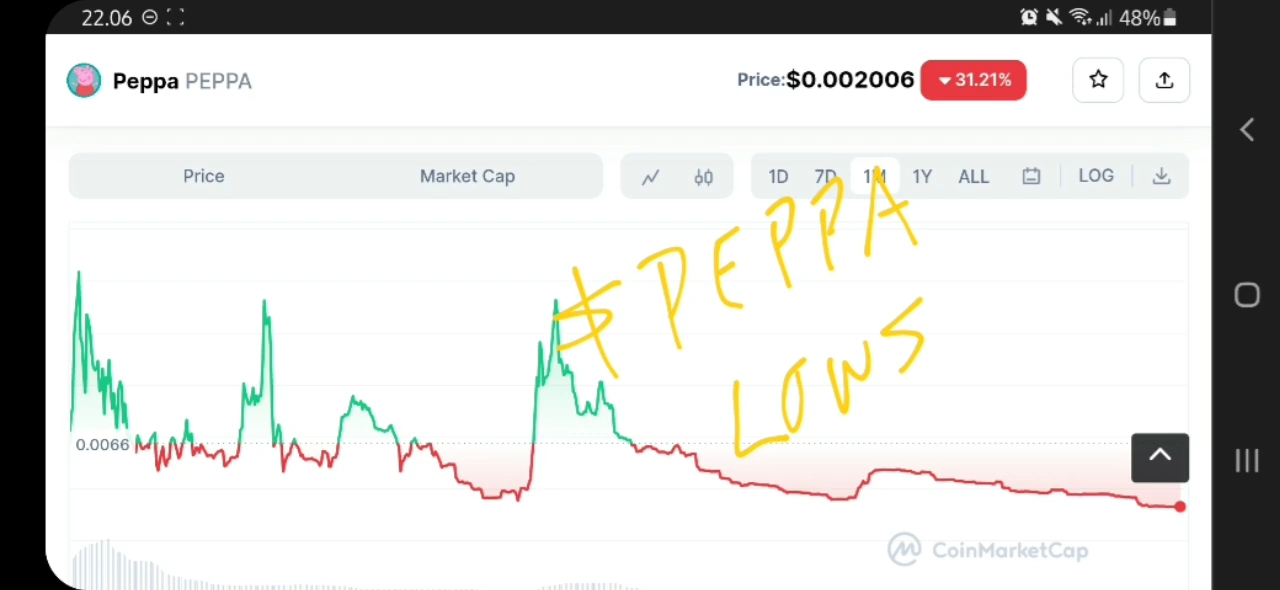 22.06 48%
Peppa PEPPA Price:$0.002006 31.21%
Price Market Cap 1D 7D 1M 1Y ALL LOG
$PEPPA
LOWS
0.0066
CoinMarketCap